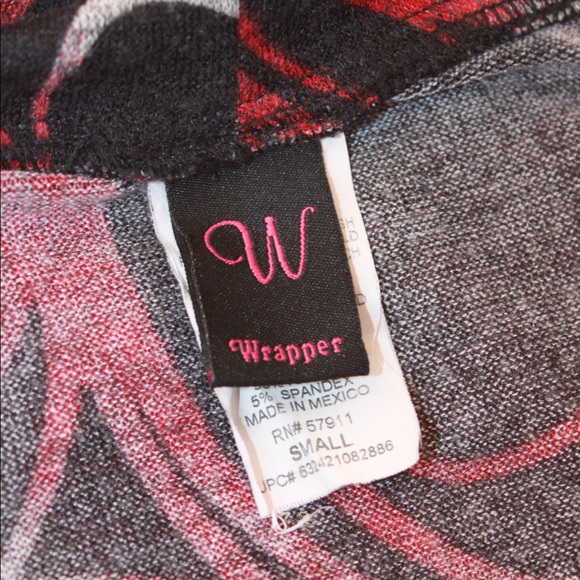 W
Wrapper
5% SPANDEX
MADE IN MEXICO
RN# 57911
SMALL
UPC# 632421082886